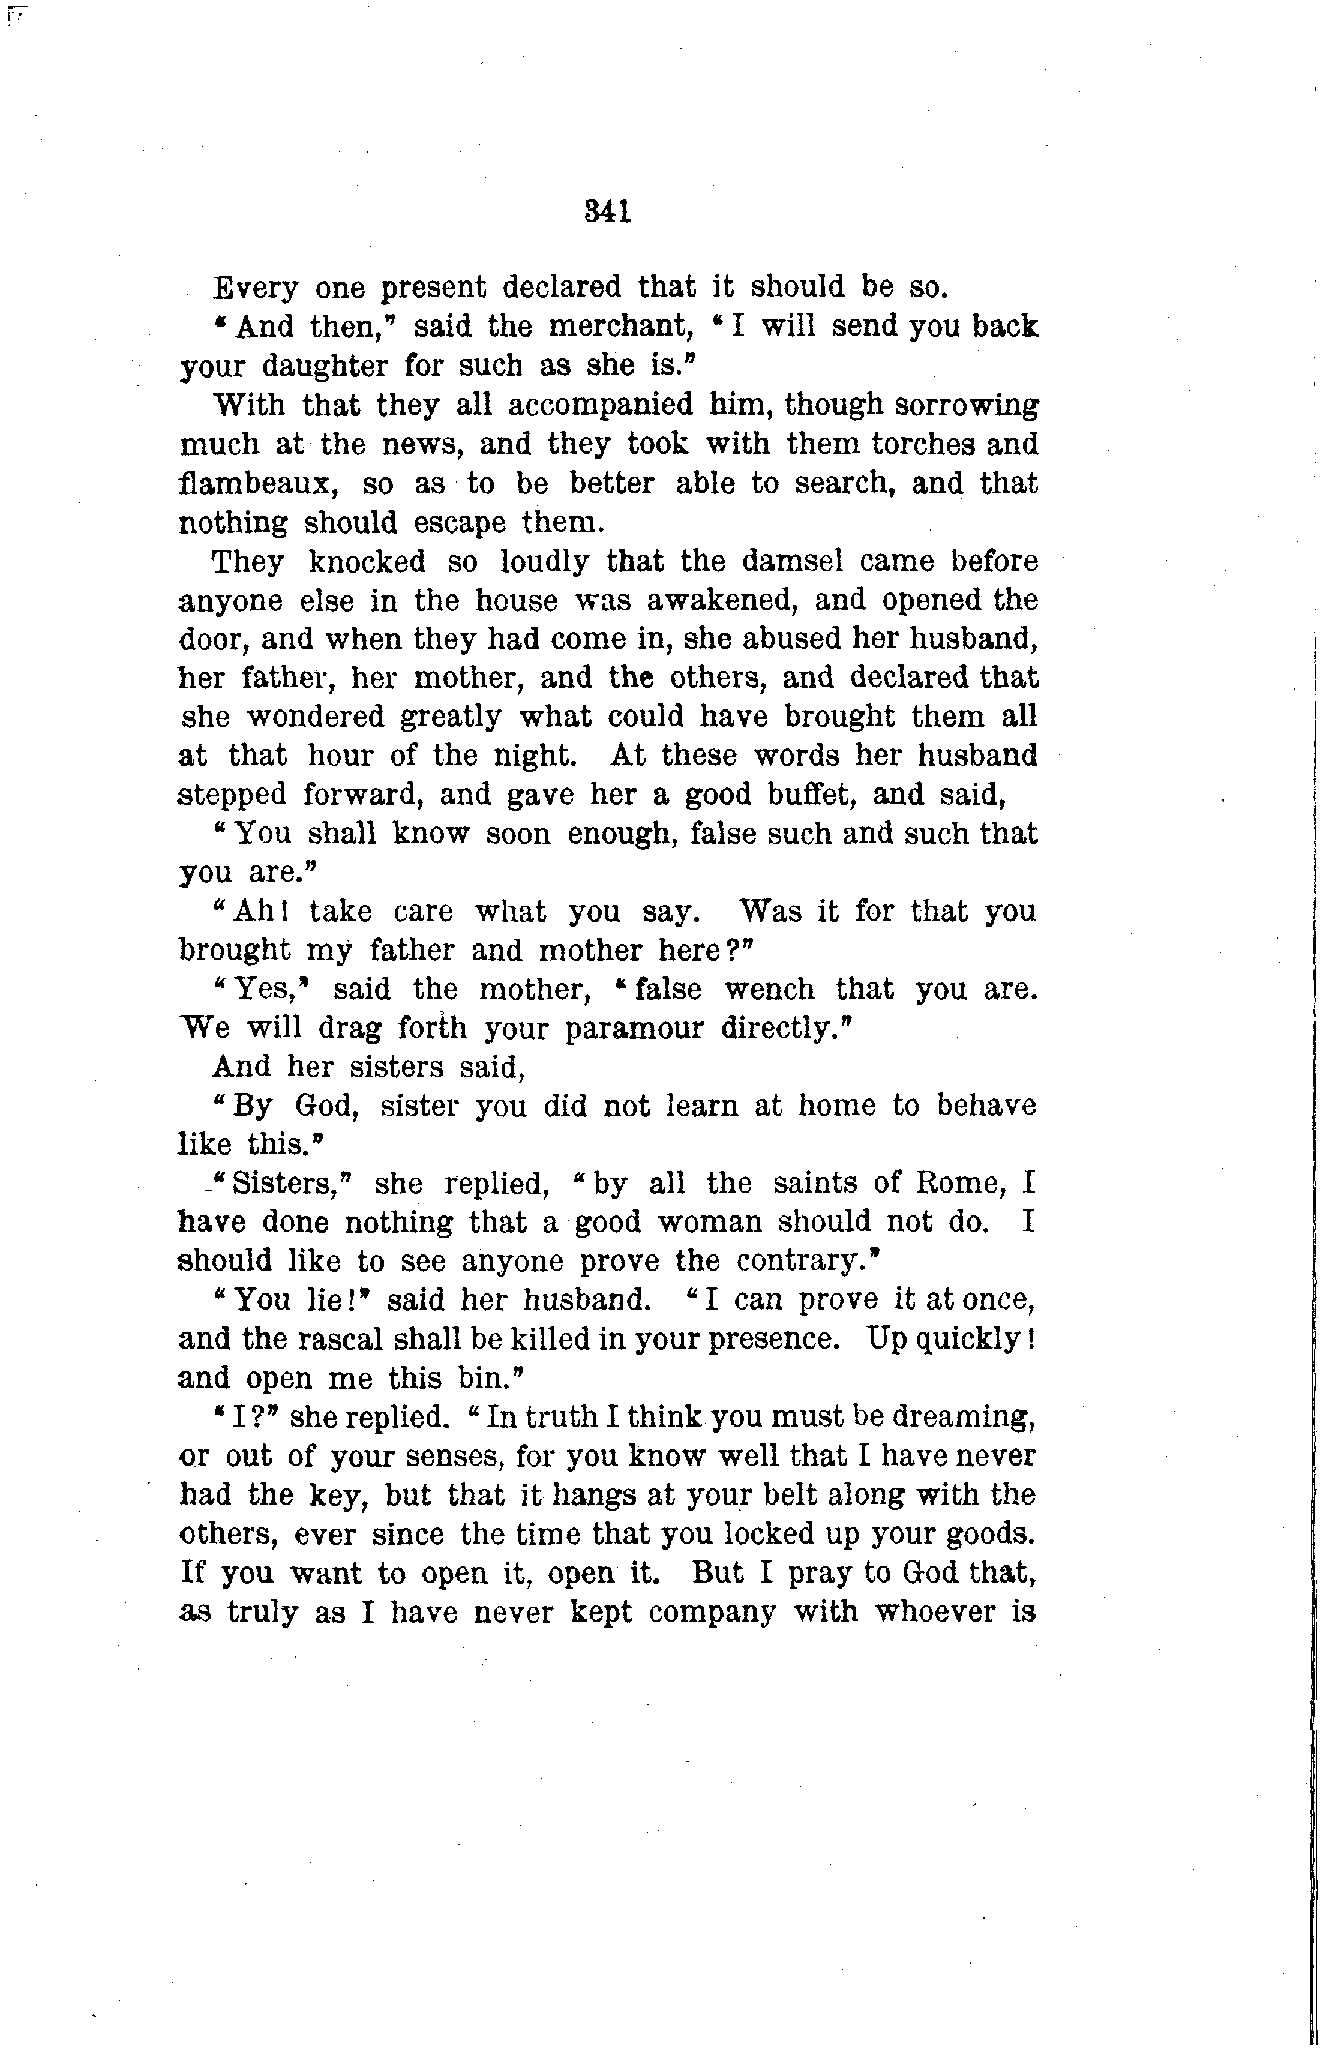 341
Every one present declared that it should be so.
“And then,” said the merchant, “I will send you back
your daughter for such as she is.”
With that they all accompanied him, though sorrowing
much at the news, and they took with them torches and
flambeaux, so as to be better able to search, and that
nothing should escape them.
They knocked so loudly that the damsel came before
anyone else in the house was awakened, and opened the
door, and when they had come in, she abused her husband,
her father, her mother, and the others, and declared that
she wondered greatly what could have brought them all
at that hour of the night. At these words her husband
stepped forward, and gave her a good buffet, and said,
“You shall know soon enough, false such and such that
you are.”
“Ah! take care what you say. Was it for that you
brought my father and mother here?”
“Yes,” said the mother, “false wench that you are.
We will drag forth your paramour directly.”
And her sisters said,
“By God, sister you did not learn at home to behave
like this.”
“Sisters,” she replied, “by all the saints of Rome, I
have done nothing that a good woman should not do. I
should like to see anyone prove the contrary.”
“You lie!” said her husband. “I can prove it at once,
and the rascal shall be killed in your presence. Up quickly!
and open me this bin.”
“I?” she replied. “In truth I think you must be dreaming,
or out of your senses, for you know well that I have never
had the key, but that it hangs at your belt along with the
others, ever since the time that you locked up your goods.
If you want to open it, open it. But I pray to God that,
as truly as I have never kept company with whoever is